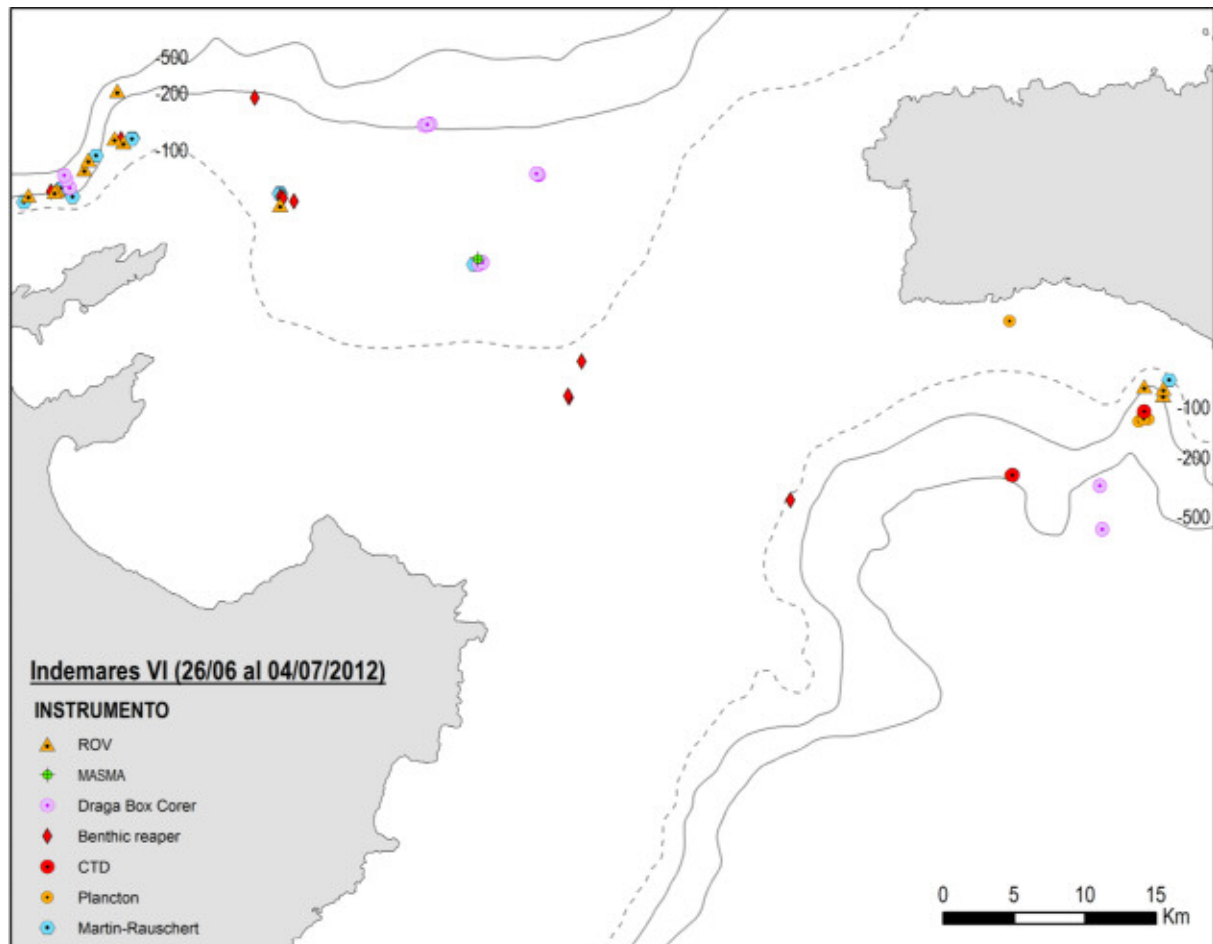 -500
-200
-100
-100
-200
-500
Indemares VI (26/06 al 04/07/2012)
INSTRUMENTO
ROV
MASMA
Draga Box Corer
Benthic reaper
CTD
Plancton
Martin-Rauschert
0 5 10 15
Km